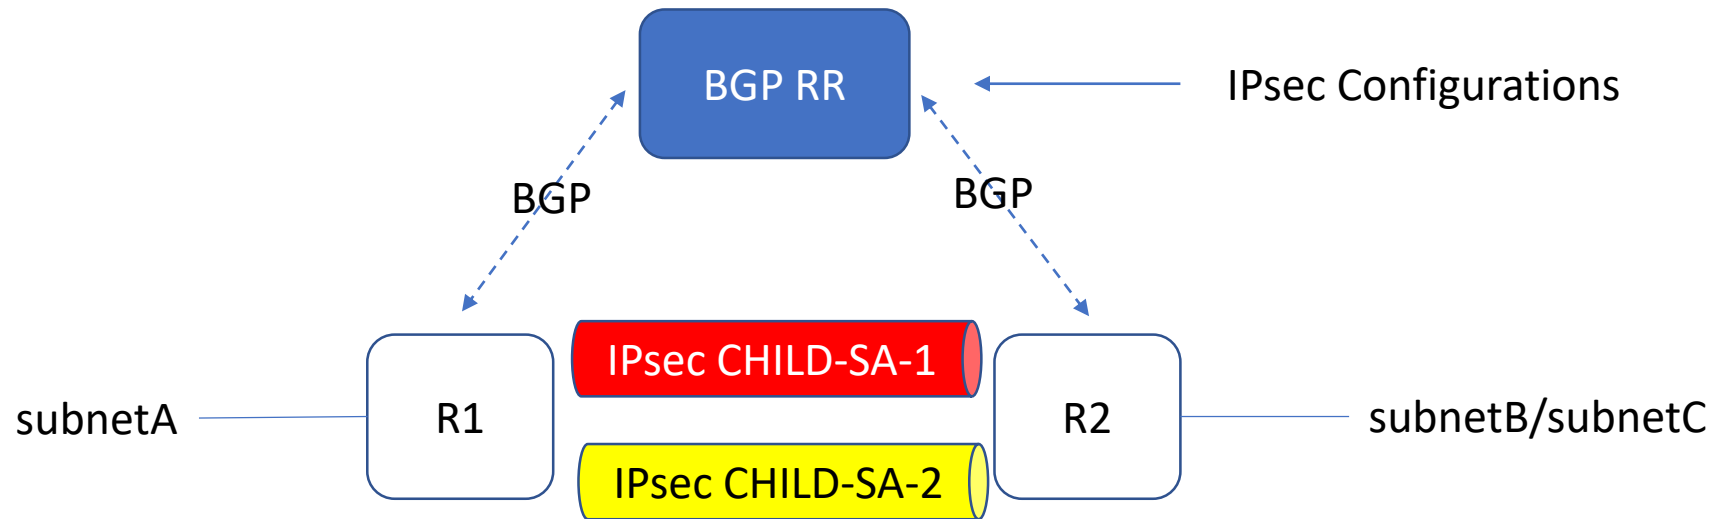 BGP RR
IPsec Configurations
BGP
BGP
IPsec CHILD-SA-1
subnetA
R1
R2
subnetB/subnetC
IPsec CHILD-SA-2